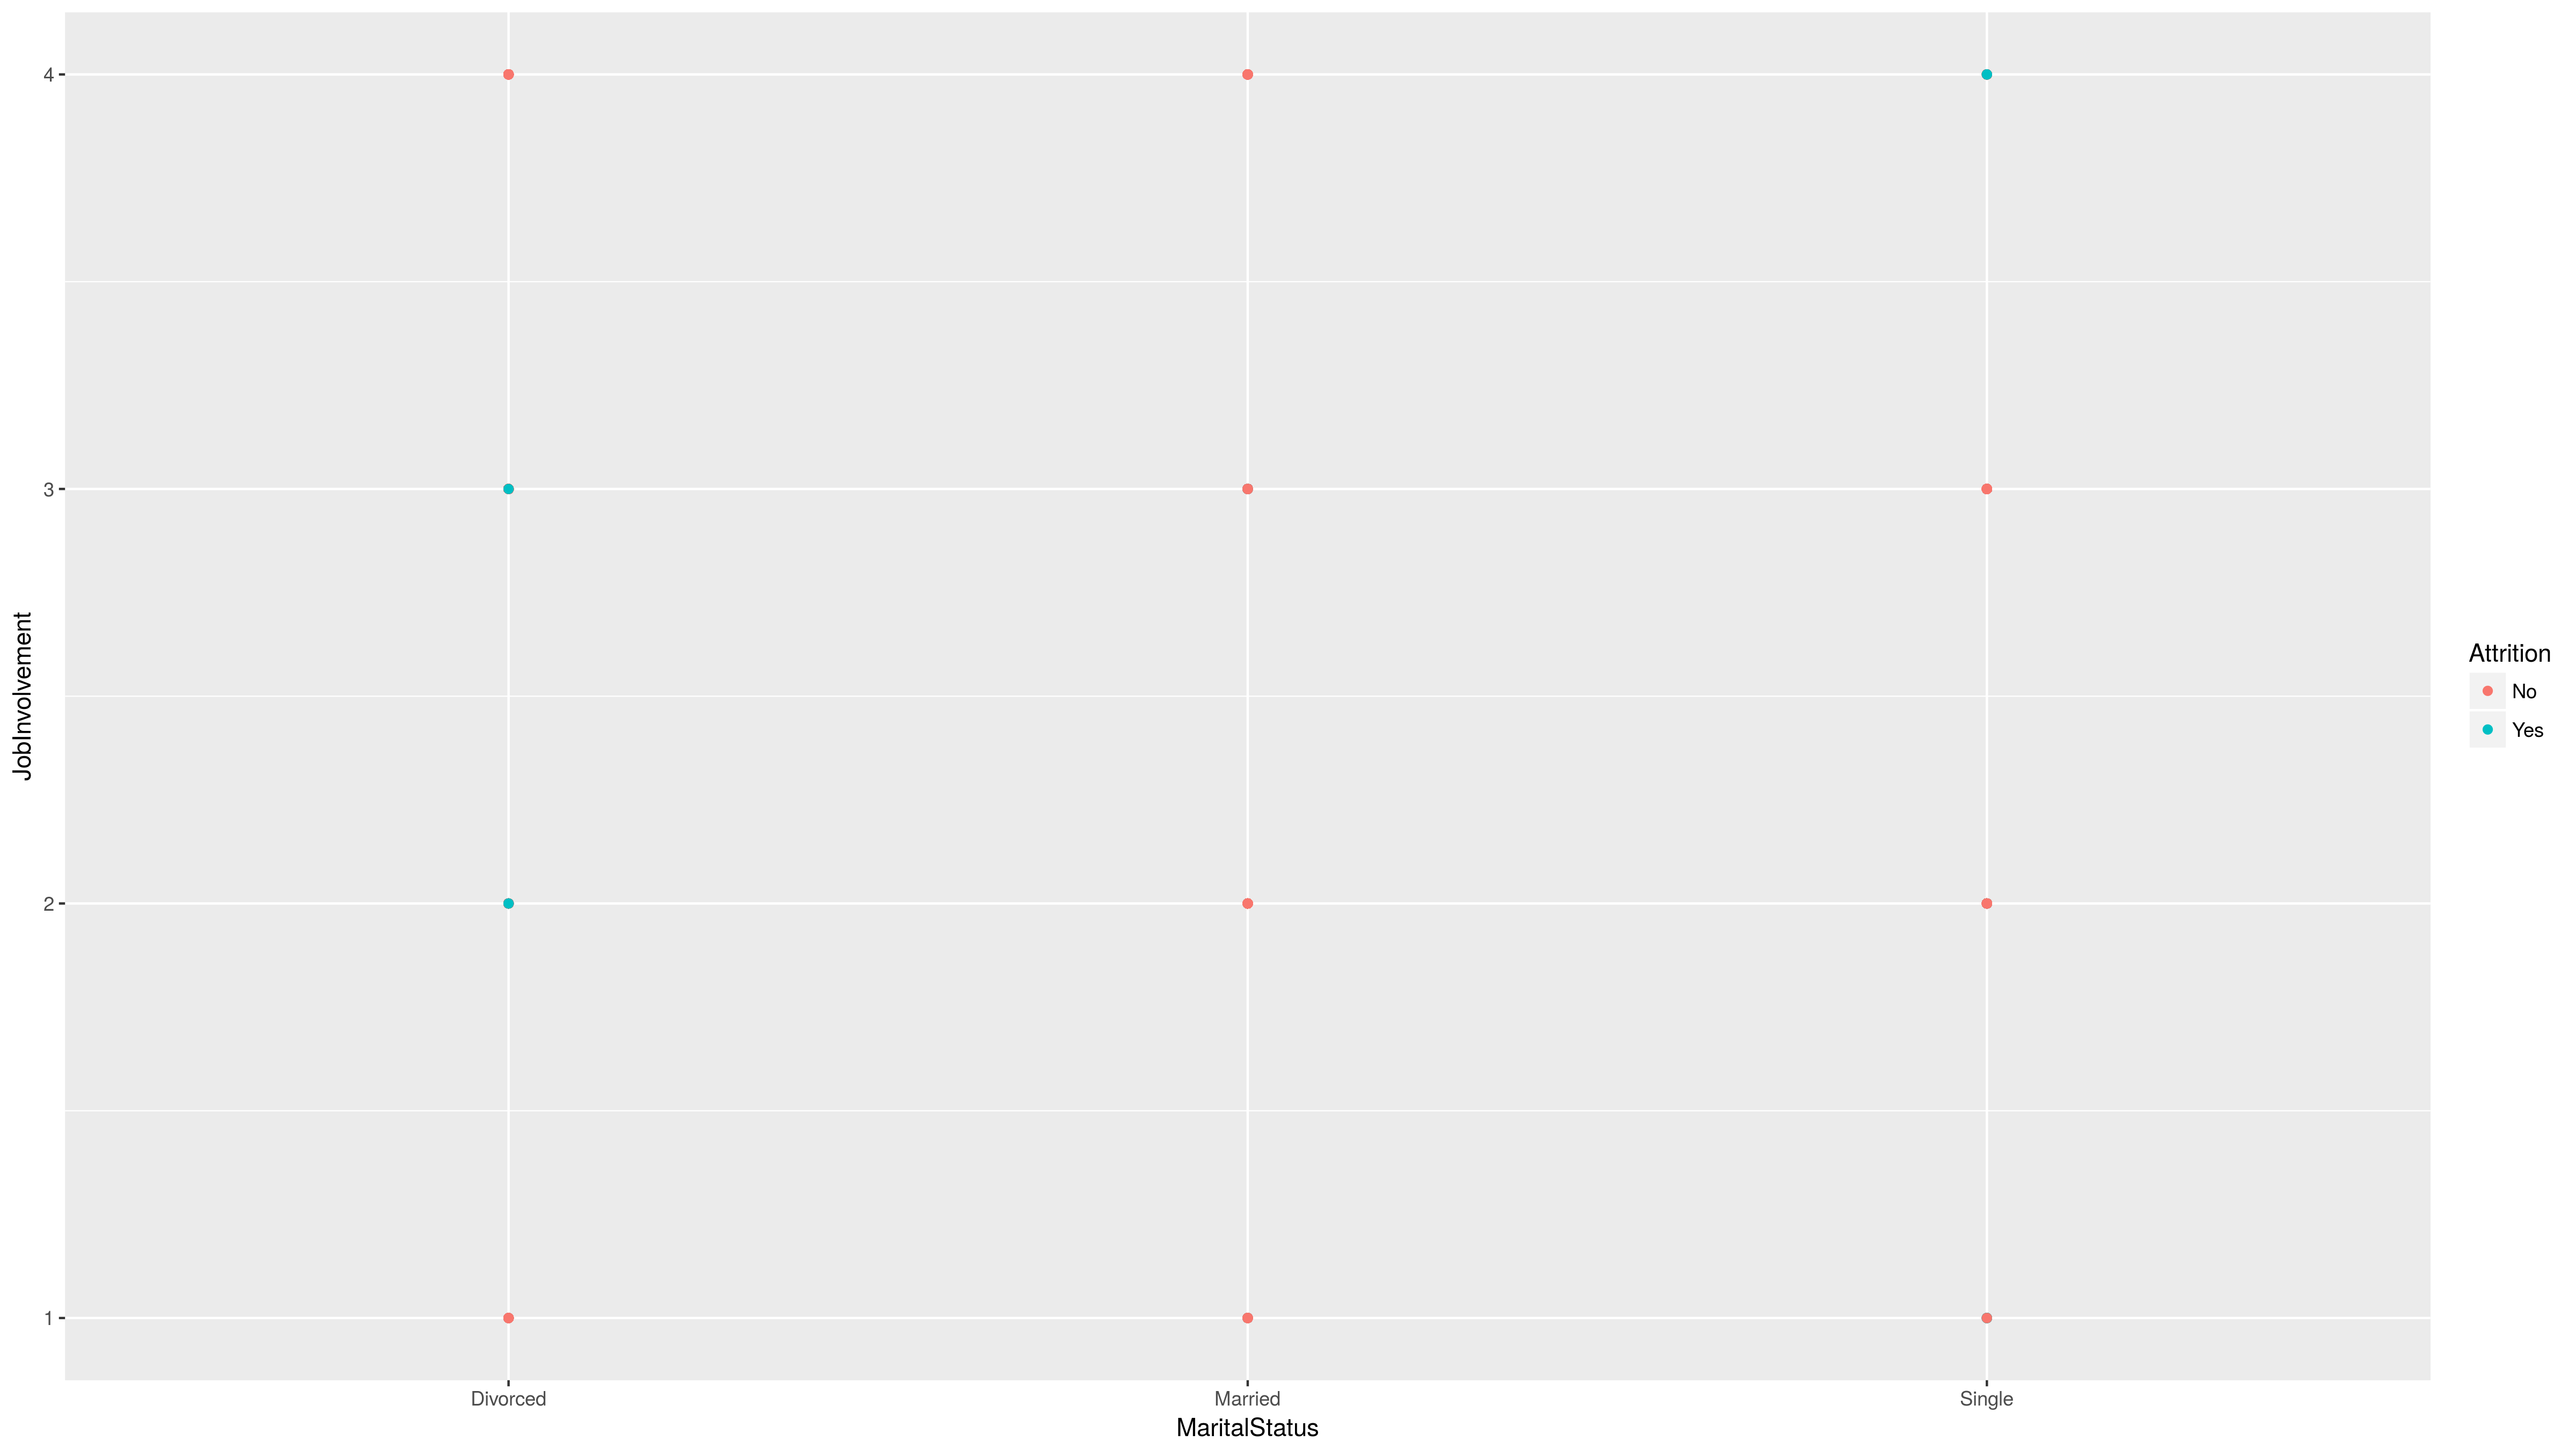 4
3
2
1
JobInvolvement
Divorced
Married
Single
MaritalStatus
Attrition
No
Yes